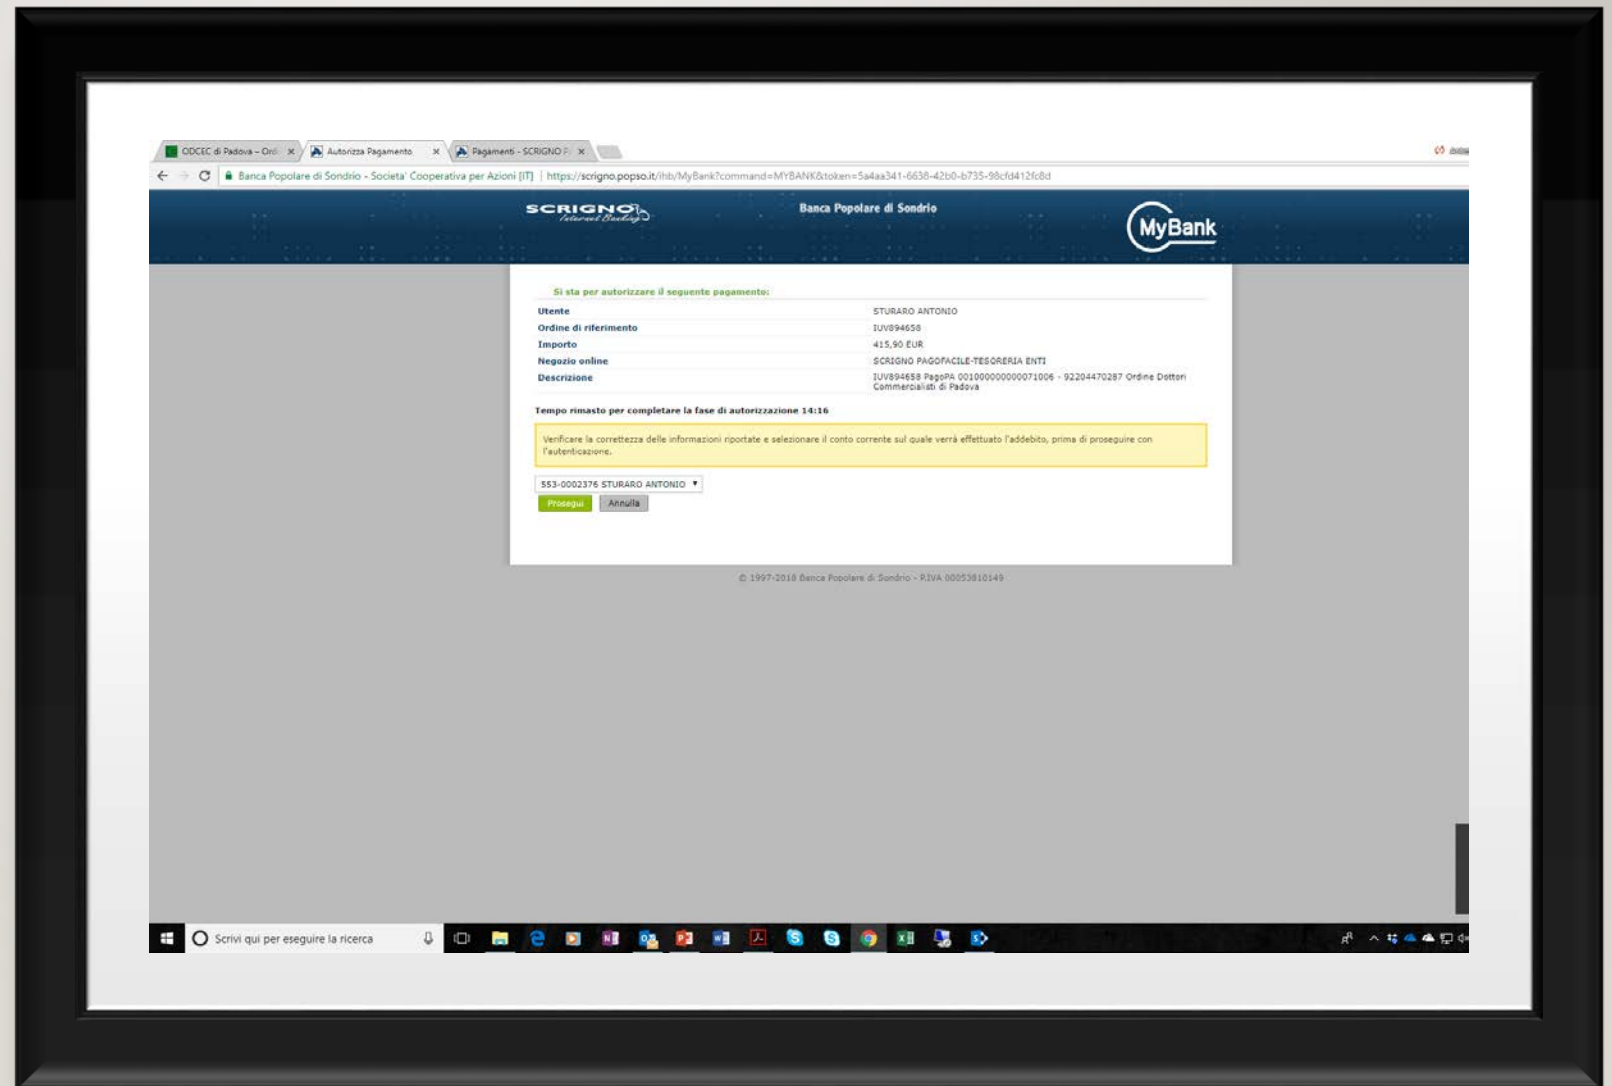 ODCEC di Padova – Ord
Autorizza Pagamento
Pagamenti - SCRIGNO P
Banca Popolare di Sondrio - Societa' Cooperativa per Azioni [IT] | https://scrigno.popso.it/ihb/MyBank?command=MYBANK&token=5a4aa341-6638-42b0-b735-98cfd412fc8d
SCRIGNO
Internet Banking
Banca Popolare di Sondrio
MyBank
Si sta per autorizzare il seguente pagamento:
Utente STURARO ANTONIO
Ordine di riferimento IUV894658
Importo 415,90 EUR
Negozio online SCRIGNO PAGOFACILE-TESORERIA ENTI
Descrizione IUV894658 PagoPA 001000000000071006 - 92204470287 Ordine Dottori
Commercialisti di Padova
Tempo rimasto per completare la fase di autorizzazione 14:16
Verificare la correttezza delle informazioni riportate e selezionare il conto corrente sul quale verrà effettuato l'addebito, prima di proseguire con
l'autenticazione.
553-0002376 STURARO ANTONIO
Prosegui Annulla
© 1997-2018 Banca Popolare di Sondrio - P.IVA 00053810149
Scrivi qui per eseguire la ricerca